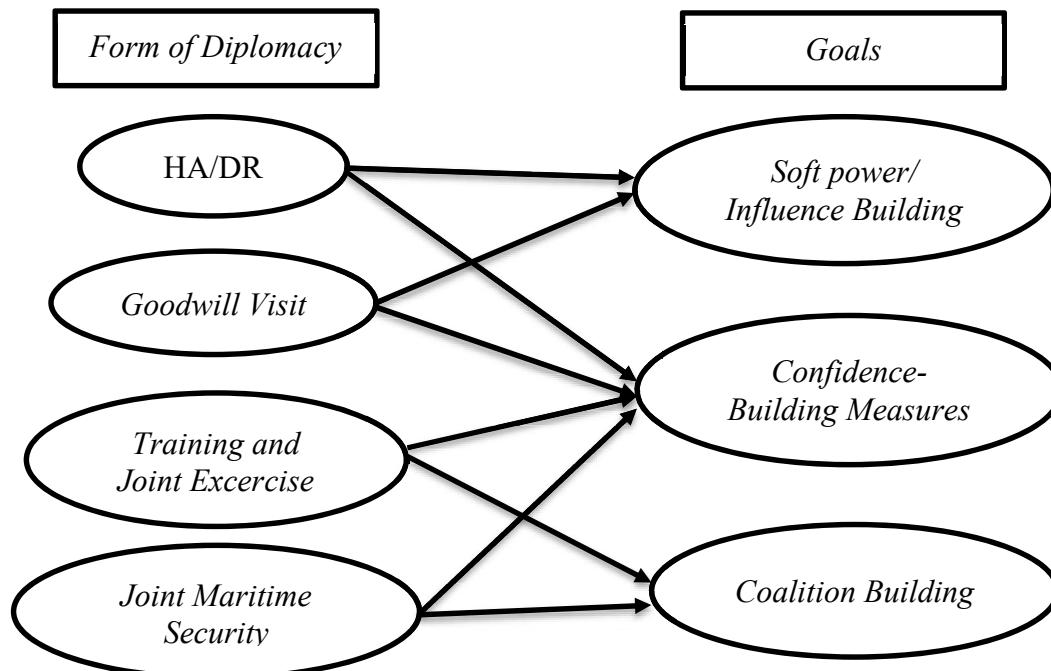 Form of Diplomacy
Goals
HA/DR
Soft power/
Influence Building
Goodwill Visit
Confidence-
Building Measures
Training and
Joint Excercise
Joint Maritime
Security
Coalition Building